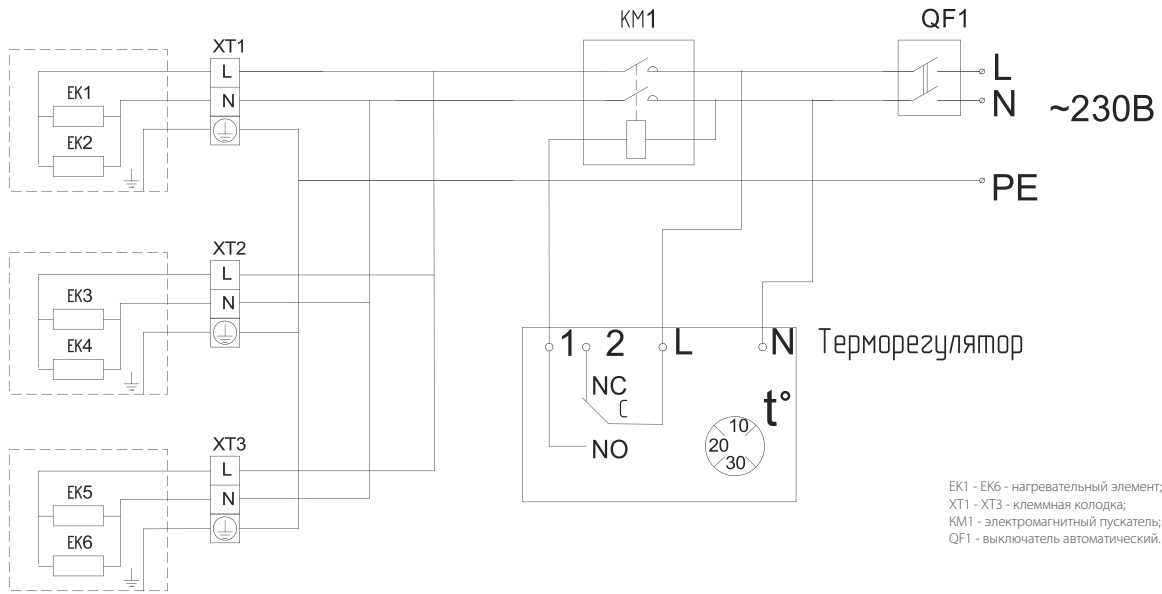 KM1
QF1
XT1
L
N
EK1
EK2
L
N
~230В
PE
XT2
L
N
EK3
EK4
1
2
L
N
Терморегулятор
NC
C
t°
NO
10
20
30
XT3
L
N
EK5
EK6
EK1 - EK6 - нагревательный элемент;
XT1 - XT3 - клеммная колодка;
KM1 - электромагнитный пускатель;
QF1 - выключатель автоматический.